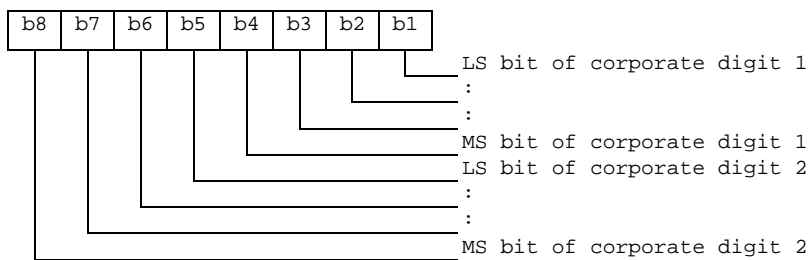 b8 b7 b6 b5 b4 b3 b2 b1
LS bit of corporate digit 1
:
:
MS bit of corporate digit 1
LS bit of corporate digit 2
:
:
MS bit of corporate digit 2